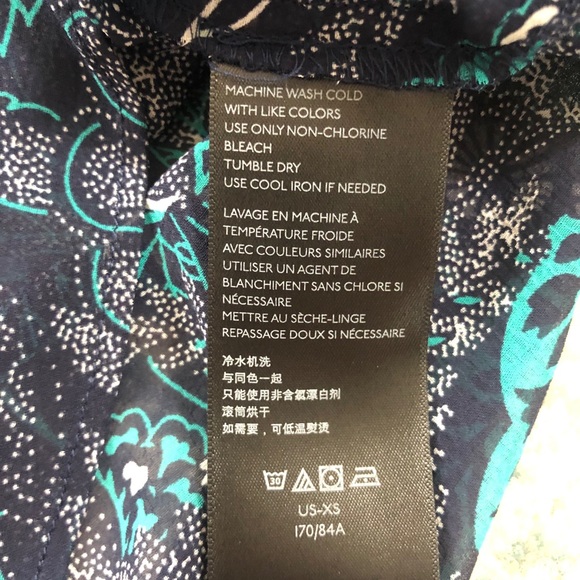 MACHINE WASH COLD
WITH LIKE COLORS
USE ONLY NON-CHLORINE
BLEACH
TUMBLE DRY
USE COOL IRON IF NEEDED
LAVAGE EN MACHINE À
TEMPÉRATURE FROIDE
AVEC COULEURS SIMILAIRES
UTILISER UN AGENT DE
BLANCHIMENT SANS CHLORE SI
NÉCESSAIRE
METTRE AU SÈCHE-LINGE
REPASSAGE DOUX SI NÉCESSAIRE
冷水机洗
与同色一起
只能使用非含氯漂白剂
滚筒烘干
如需要，可低温熨烫
30
US-XS
170/84A